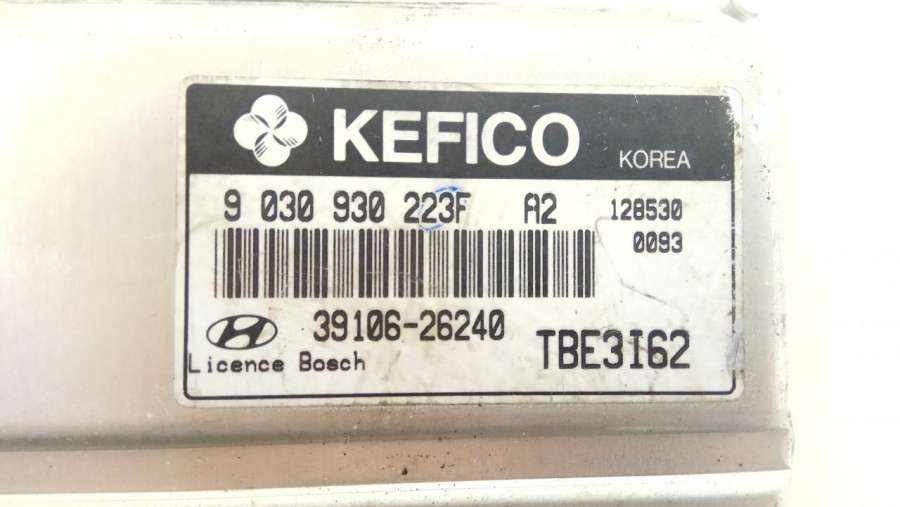 KEFICO KOREA
9 030 930 223F A2 128530
0093
39106-26240
TBE3I62
Licence Bosch